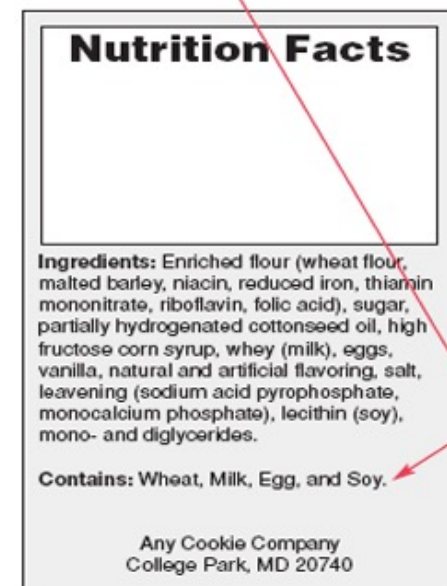 Nutrition Facts
Ingredients: Enriched flour (wheat flour,
malted barley, niacin, reduced iron, thiamin
mononitrate, riboflavin, folic acid), sugar,
partially hydrogenated cottonseed oil, high
fructose corn syrup, whey (milk), eggs,
vanilla, natural and artificial flavoring, salt,
leavening (sodium acid pyrophosphate,
monocalcium phosphate), lecithin (soy),
mono- and diglycerides.
Contains: Wheat, Milk, Egg, and Soy.
Any Cookie Company
College Park, MD 20740